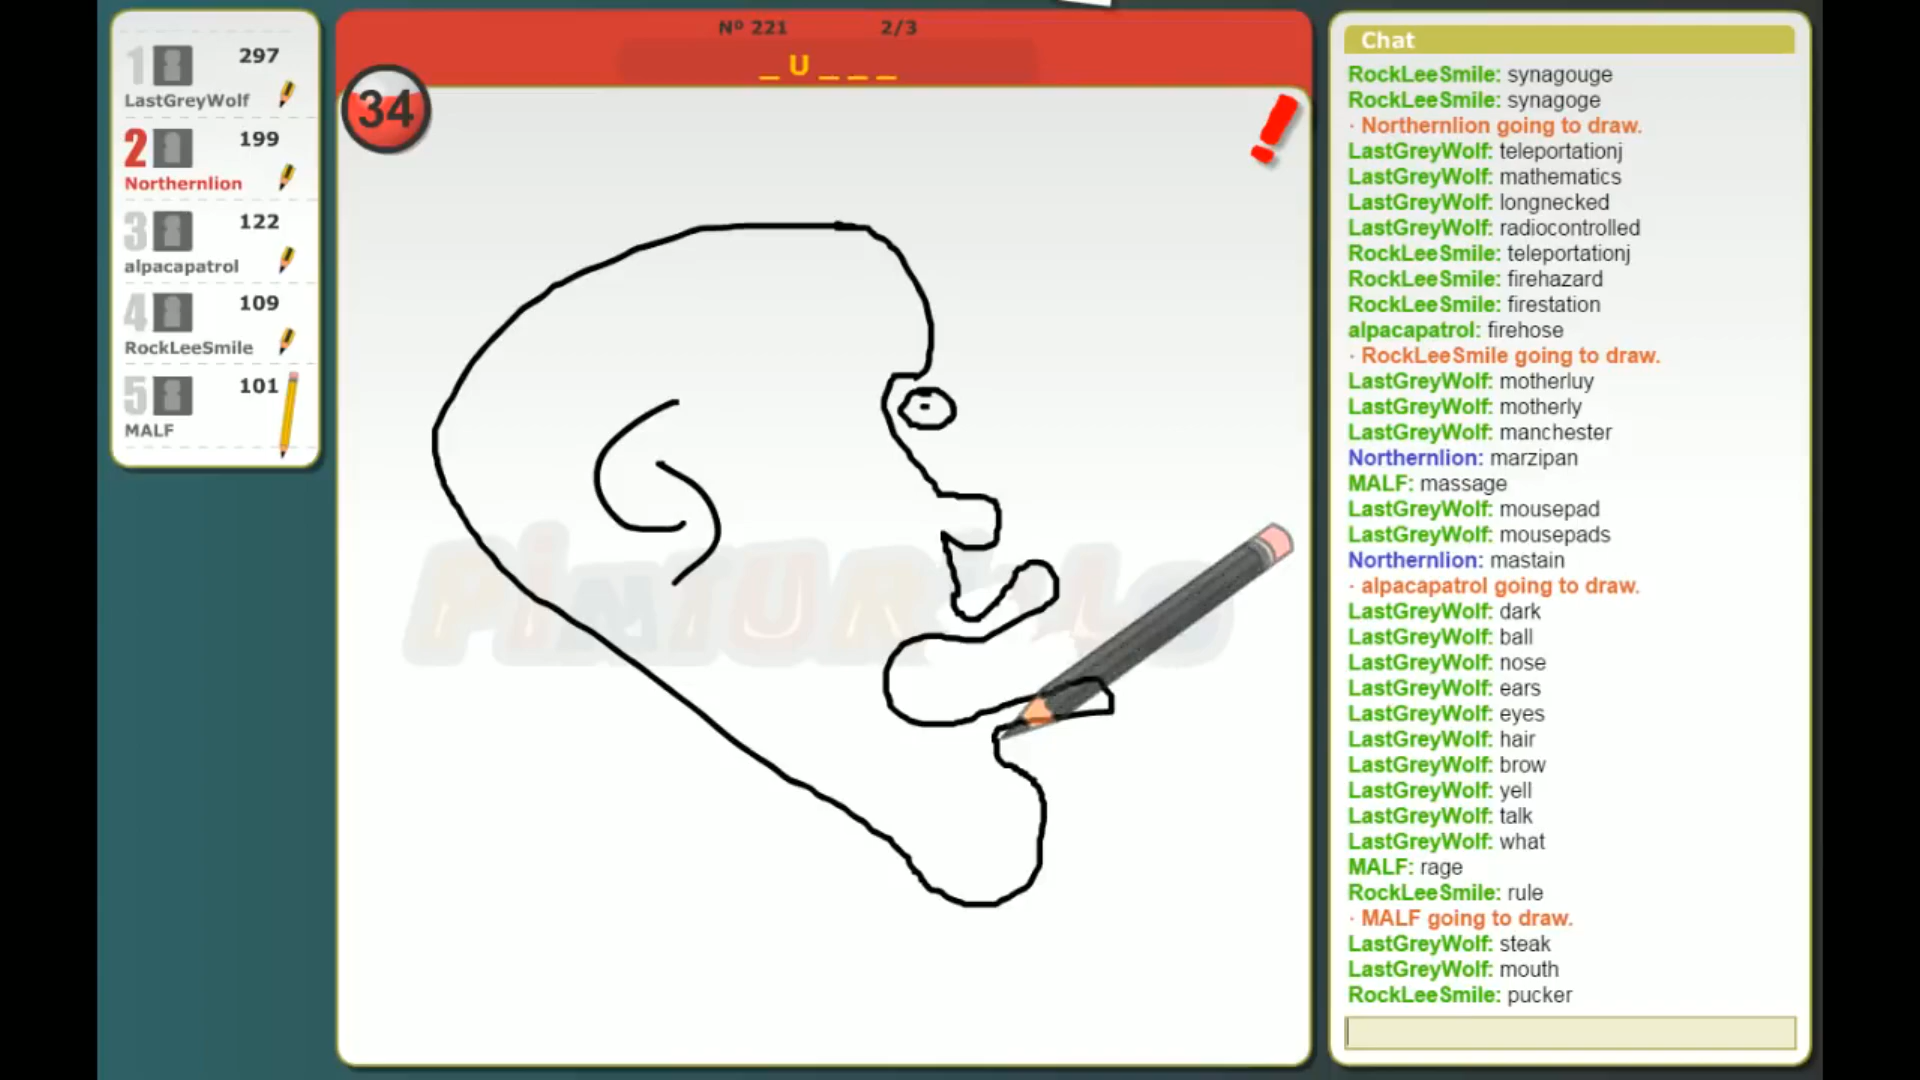 1 297
LastGreyWolf
2 199
Northernlion
3 122
alpacapatrol
4 109
RockLeeSmile
5 101
MALF
Nº 221 2/3
_ U _ _ _
34
Chat
RockLeeSmile: synagouge
RockLeeSmile: synagoge
· Northernlion going to draw.
LastGreyWolf: teleportationj
LastGreyWolf: mathematics
LastGreyWolf: longnecked
LastGreyWolf: radiocontrolled
RockLeeSmile: teleportationj
RockLeeSmile: firehazard
RockLeeSmile: firestation
alpacapatrol: firehose
· RockLeeSmile going to draw.
LastGreyWolf: motherluy
LastGreyWolf: motherly
LastGreyWolf: manchester
Northernlion: marzipan
MALF: massage
LastGreyWolf: mousepad
LastGreyWolf: mousepads
Northernlion: mastain
· alpacapatrol going to draw.
LastGreyWolf: dark
LastGreyWolf: ball
LastGreyWolf: nose
LastGreyWolf: ears
LastGreyWolf: eyes
LastGreyWolf: hair
LastGreyWolf: brow
LastGreyWolf: yell
LastGreyWolf: talk
LastGreyWolf: what
MALF: rage
RockLeeSmile: rule
· MALF going to draw.
LastGreyWolf: steak
LastGreyWolf: mouth
RockLeeSmile: pucker